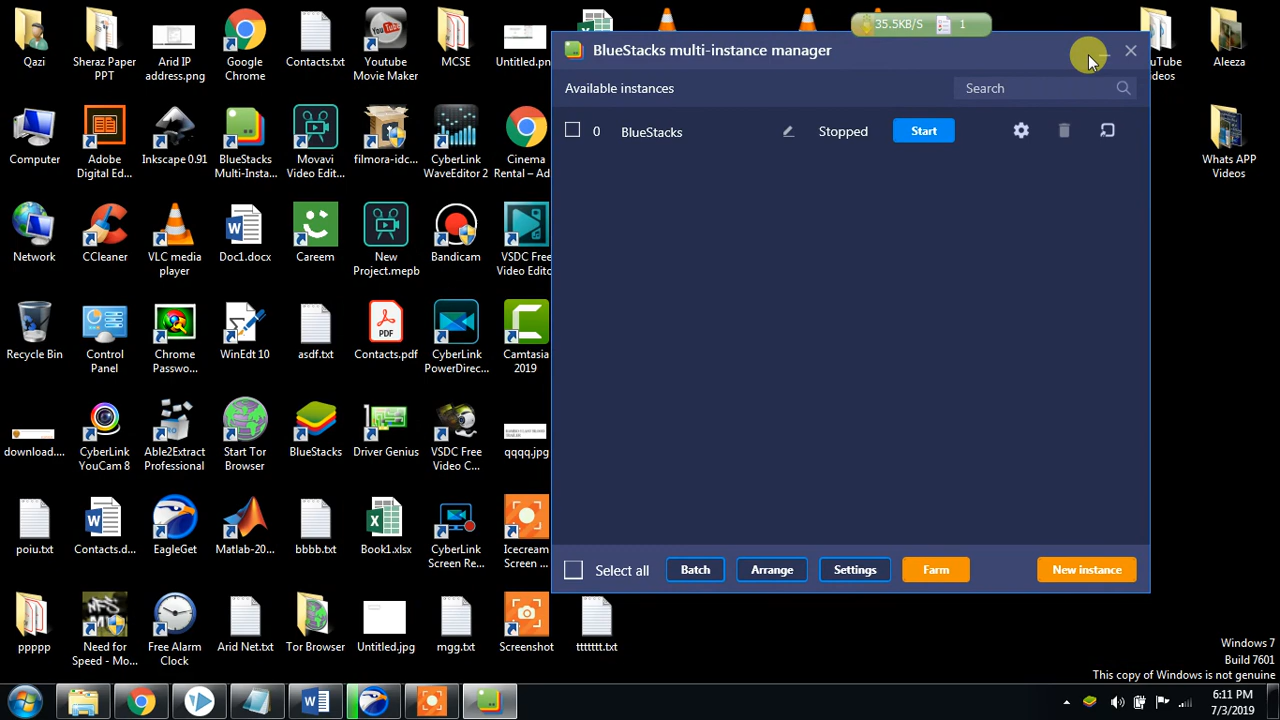 35.5KB/S 1
BlueStacks multi-instance manager
Available instances
Search
0 BlueStacks Stopped Start
Select all Batch Arrange Settings Farm New instance
Qazi
Sheraz Paper
PPT
Arid IP
address.png
Google
Chrome
Contacts.txt
Youtube
Movie Maker
MCSE
Untitled.pn
Aleeza
Computer
Adobe
Digital Ed...
Inkscape 0.91
BlueStacks
Multi-Insta...
Movavi
Video Edit...
filmora-idc...
CyberLink
WaveEditor 2
Cinema
Rental – Ad
Whats APP
Videos
Network
CCleaner
VLC media
player
Doc1.docx
Careem
New
Project.mepb
Bandicam
VSDC Free
Video Edito
Recycle Bin
Control
Panel
Chrome
Passwo...
WinEdt 10
asdf.txt
Contacts.pdf
CyberLink
PowerDirec...
Camtasia
2019
download....
CyberLink
YouCam 8
Able2Extract
Professional
Start Tor
Browser
BlueStacks
Driver Genius
VSDC Free
Video C...
qqqq.jpg
poiu.txt
Contacts.d...
EagleGet
Matlab-20...
bbbb.txt
Book1.xlsx
CyberLink
Screen Re...
Icecream
Screen ...
ppppp
Need for
Speed - Mo...
Free Alarm
Clock
Arid Net.txt
Tor Browser
Untitled.jpg
mgg.txt
Screenshot
ttttttt.txt
Windows 7
Build 7601
This copy of Windows is not genuine
6:11 PM
7/3/2019